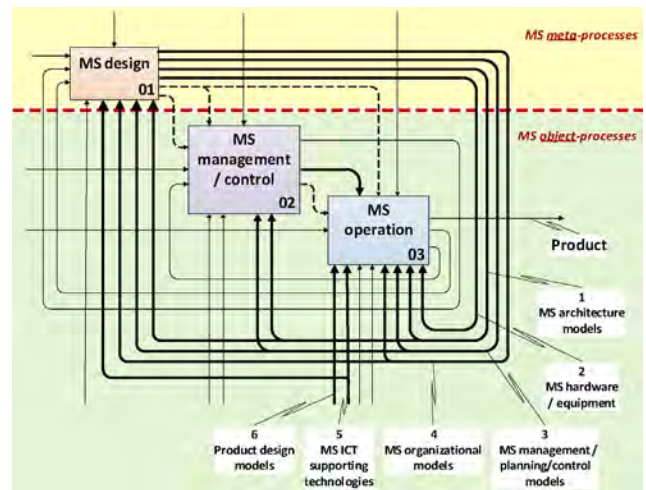 MS meta-processes
MS design
01
MS object-processes
MS
management
/ control
02
MS
operation
03
Product
1
MS architecture
models
2
MS hardware
/ equipment
6
Product design
models
5
MS ICT
supporting
technologies
4
MS organizational
models
3
MS management/
planning/control
models